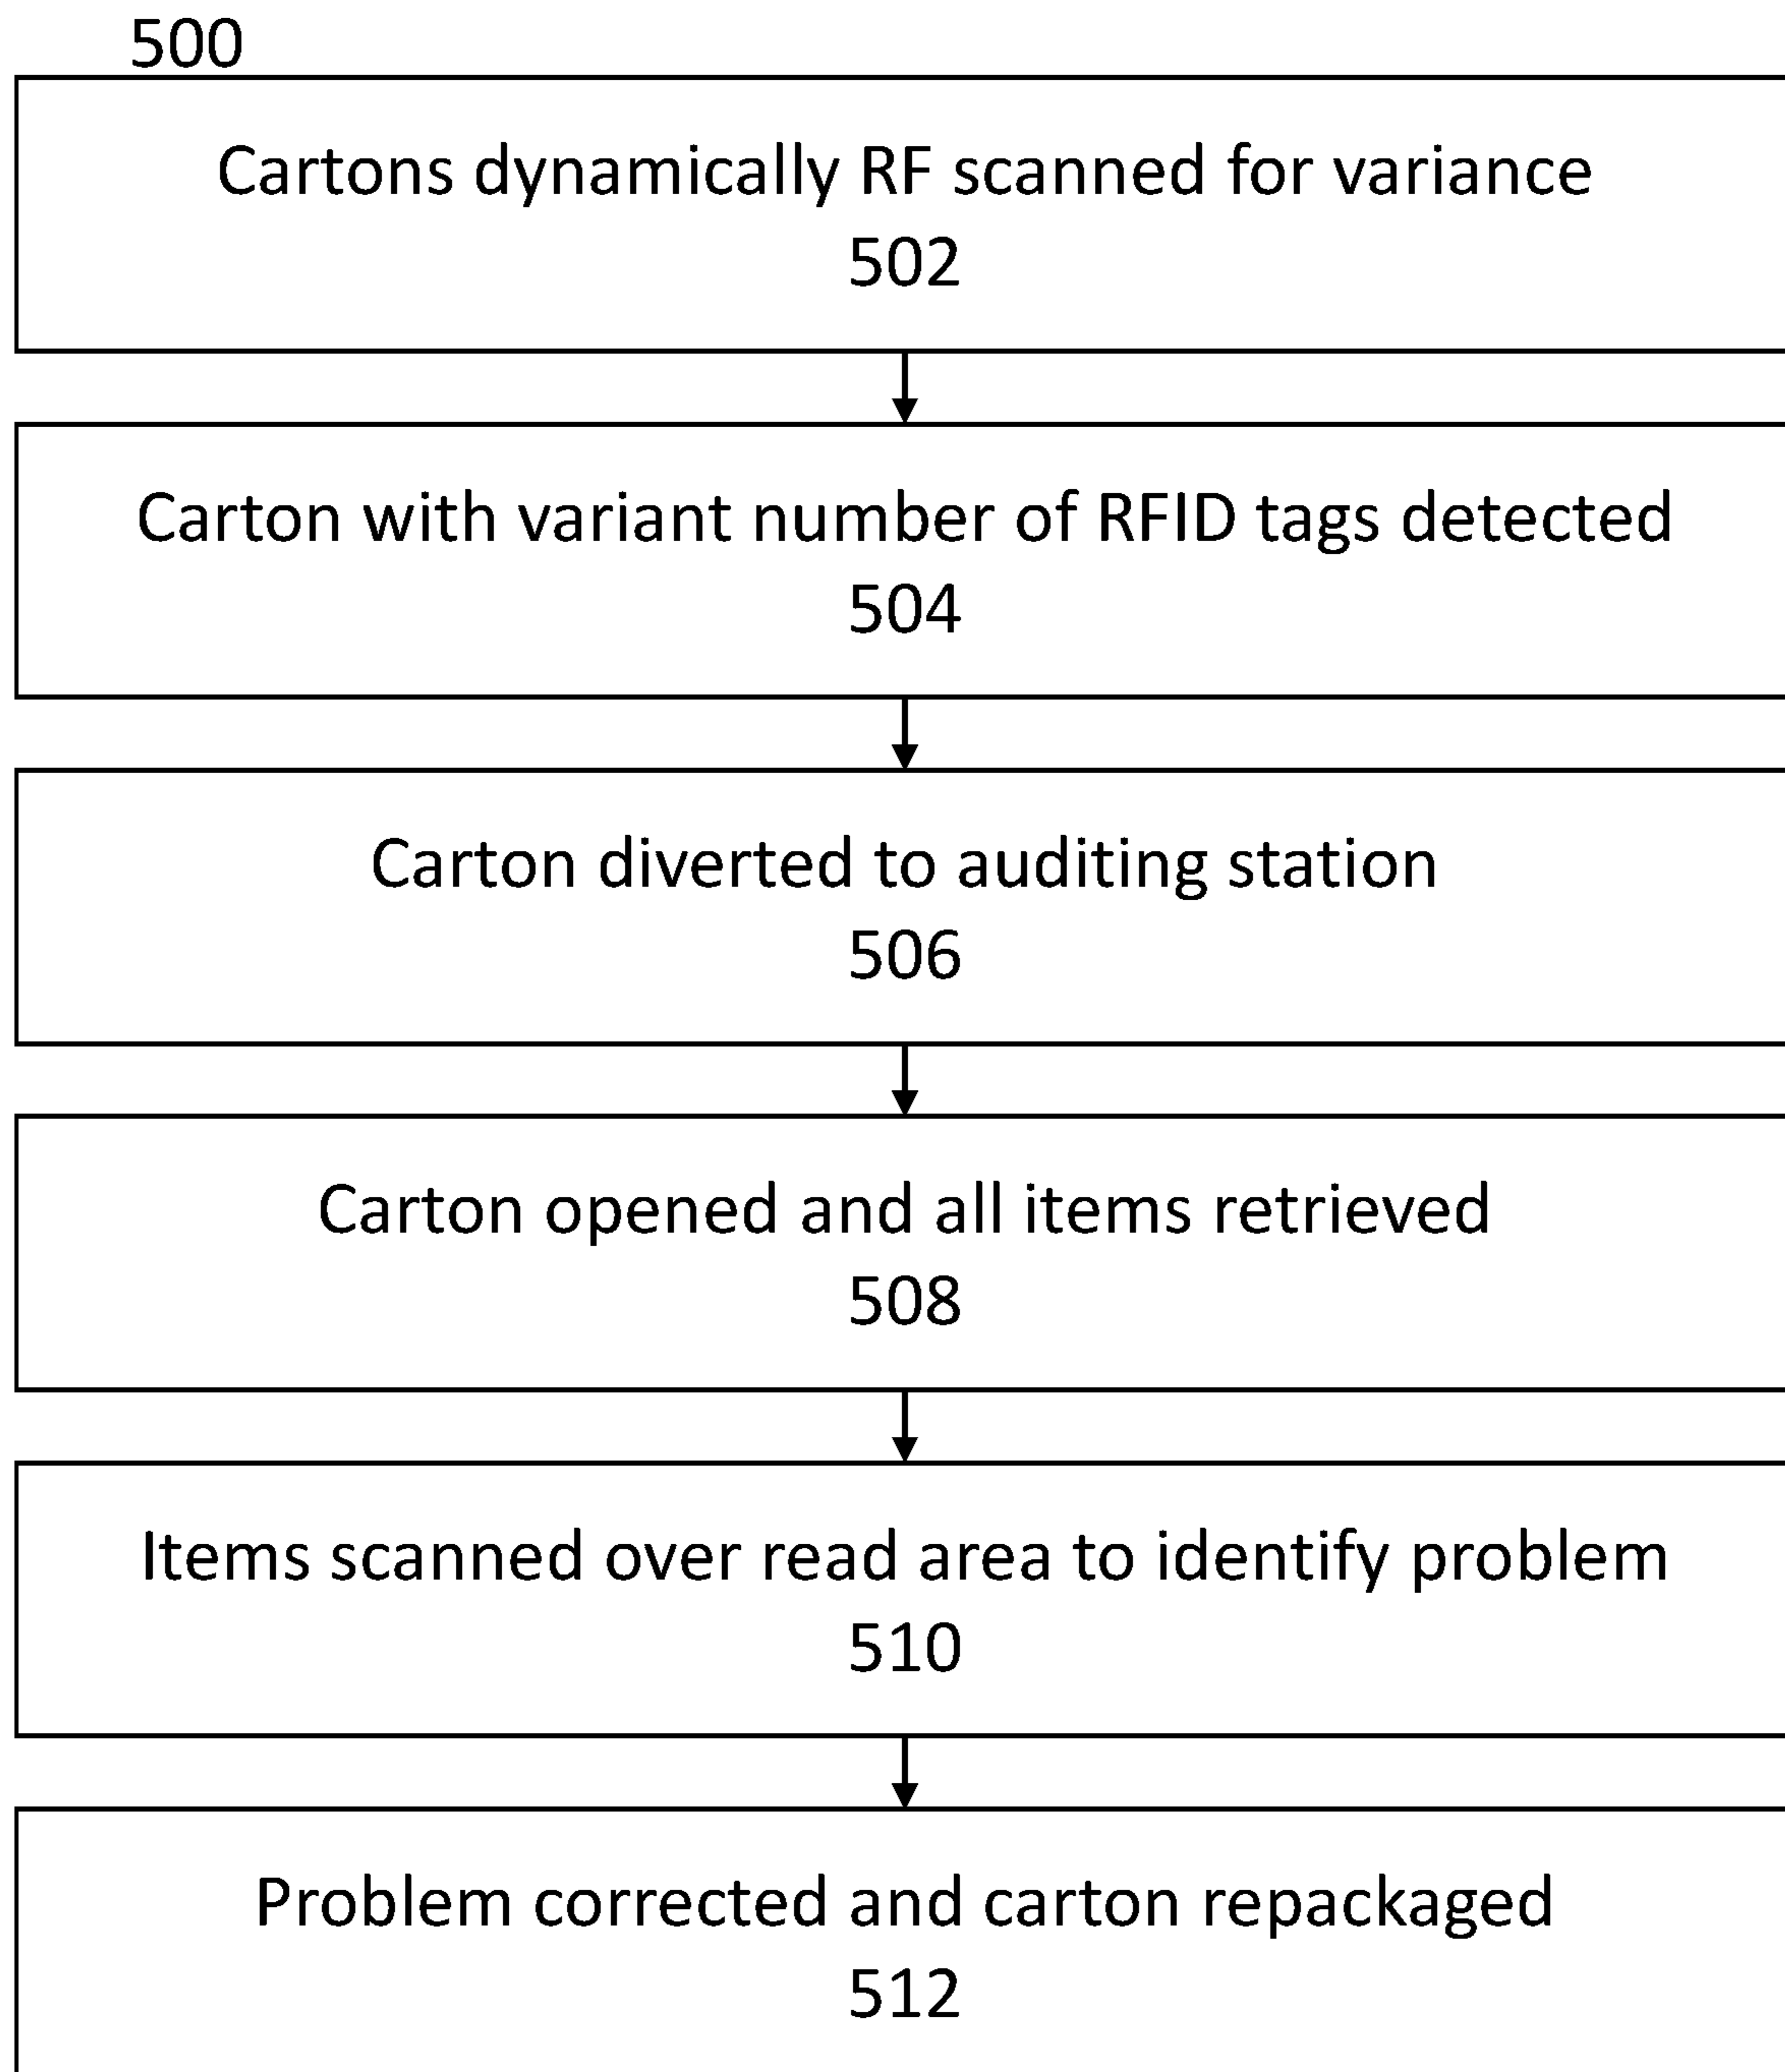 500
Cartons dynamically RF scanned for variance
502
Carton with variant number of RFID tags detected
504
Carton diverted to auditing station
506
Carton opened and all items retrieved
508
Items scanned over read area to identify problem
510
Problem corrected and carton repackaged
512